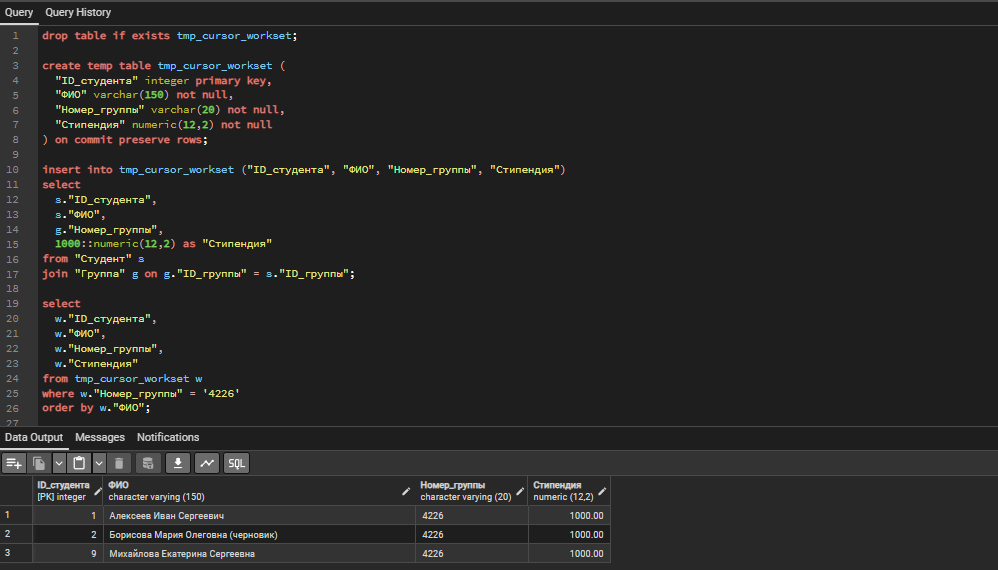 Query Query History
1 drop table if exists tmp_cursor_workset;
2
3 create temp table tmp_cursor_workset (
4 "ID_студента" integer primary key,
5 "ФИО" varchar(150) not null,
6 "Номер_группы" varchar(20) not null,
7 "Стипендия" numeric(12,2) not null
8 ) on commit preserve rows;
9
10 insert into tmp_cursor_workset ("ID_студента", "ФИО", "Номер_группы", "Стипендия")
11 select
12 s."ID_студента",
13 s."ФИО",
14 g."Номер_группы",
15 1000::numeric(12,2) as "Стипендия"
16 from "Студент" s
17 join "Группа" g on g."ID_группы" = s."ID_группы";
18
19 select
20 w."ID_студента",
21 w."ФИО",
22 w."Номер_группы",
23 w."Стипендия"
24 from tmp_cursor_workset w
25 where w."Номер_группы" = '4226'
26 order by w."ФИО";
27
Data Output Messages Notifications
SQL
ID_студента ФИО Номер_группы Стипендия
[PK] integer character varying (150) character varying (20) numeric (12,2)
1 1 Алексеев Иван Сергеевич 4226 1000.00
2 2 Борисова Мария Олеговна (черновик) 4226 1000.00
3 9 Михайлова Екатерина Сергеевна 4226 1000.00